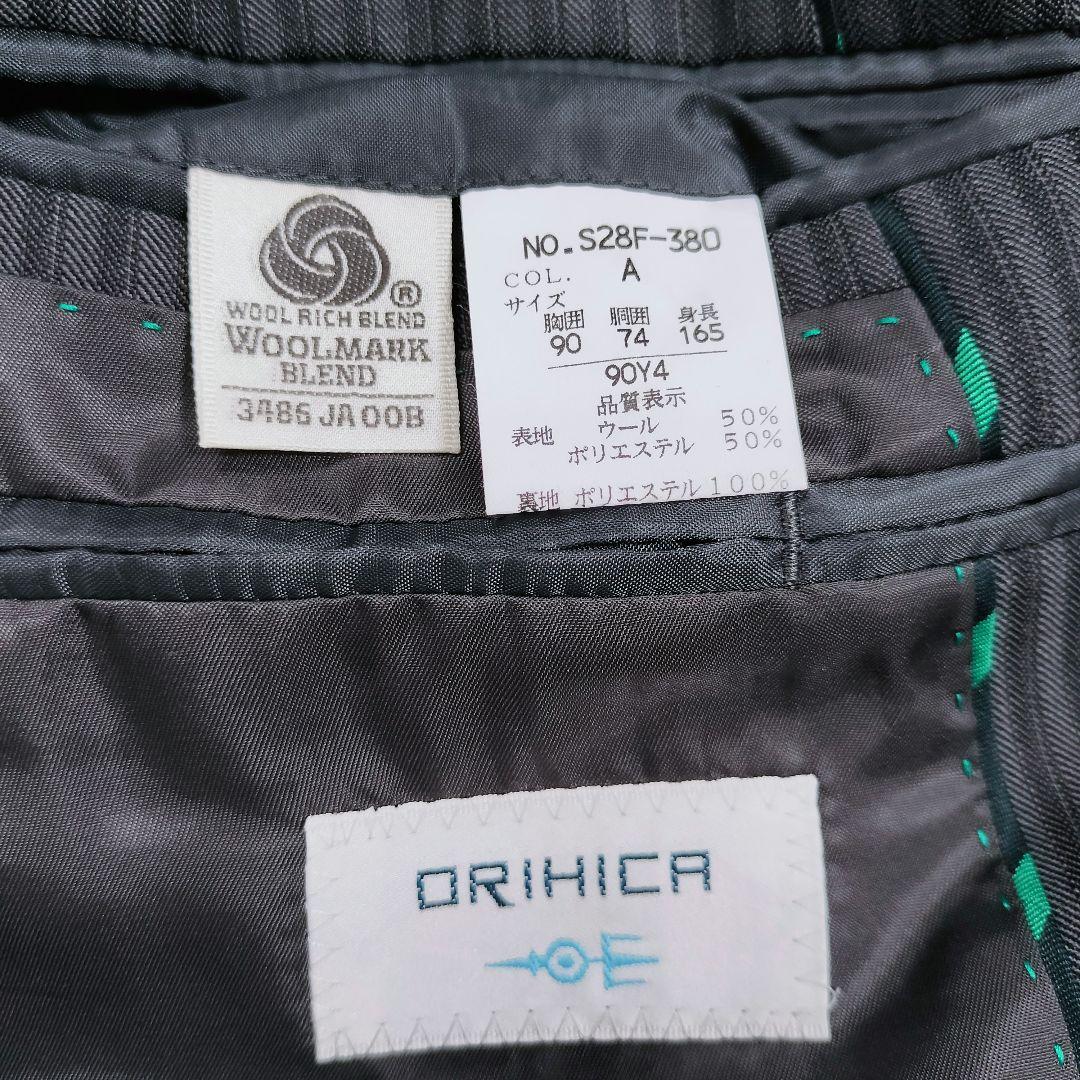 ®
WOOL RICH BLEND
WOOLMARK
BLEND
3486 JA00B
NO.S28F-380
COL. A
サイズ
胸囲 胴囲 身長
90 74 165
90Y4
品質表示
表地 ウール 50%
ポリエステル 50%
裏地 ポリエステル 100%
ORIHICA